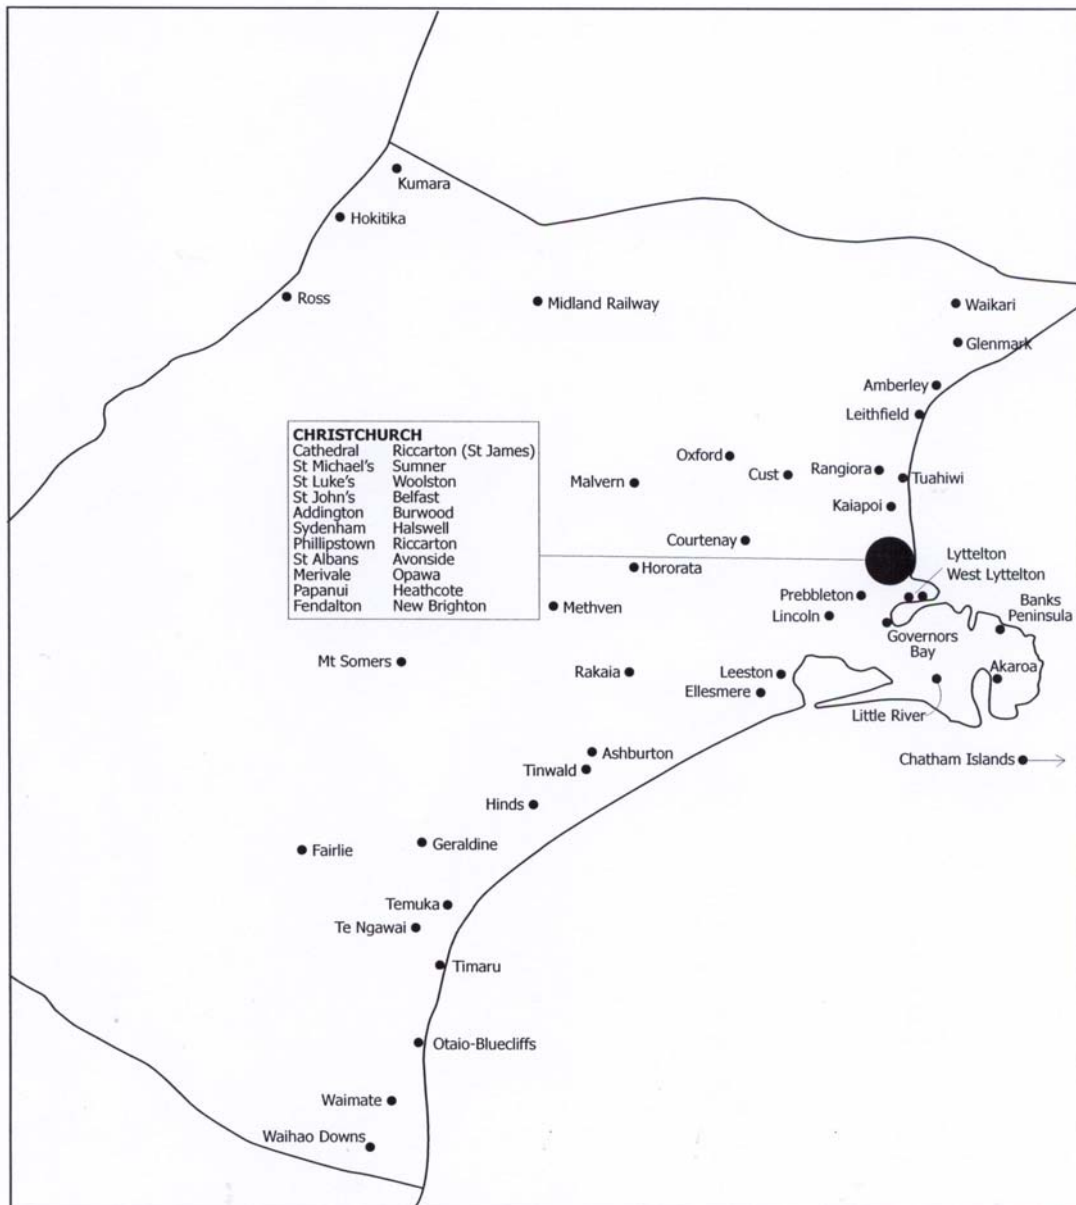 Kumara
Hokitika
Ross
Midland Railway
Waikari
Glenmark
Amberley
Leithfield
CHRISTCHURCH
Cathedral Riccarton (St James)
St Michael's Sumner
St Luke's Woolston
St John's Belfast
Addington Burwood
Sydenham Halswell
Phillipstown Riccarton
St Albans Avonside
Merivale Opawa
Papanui Heathcote
Fendalton New Brighton
Oxford
Cust
Rangiora
Tuahiwi
Malvern
Kaiapoi
Courtenay
Lyttelton
West Lyttelton
Hororata
Prebbleton
Banks
Peninsula
Methven
Lincoln
Governors
Bay
Mt Somers
Rakaia
Leeston
Akaroa
Ellesmere
Little River
Ashburton
Chatham Islands
Tinwald
Hinds
Geraldine
Fairlie
Temuka
Te Ngawai
Timaru
Otaio-Bluecliffs
Waimate
Waihao Downs